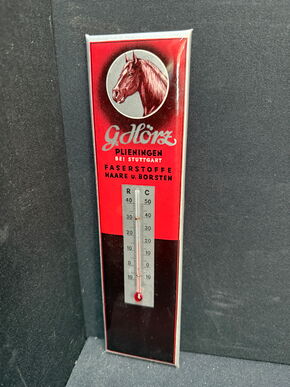 G. Hörz
PLIENINGEN
BEI STUTTGART
FASERSTOFFE
HAARE U. BORSTEN
R C
40 50
30 40
20 30
10 20
0 10
10 0
10